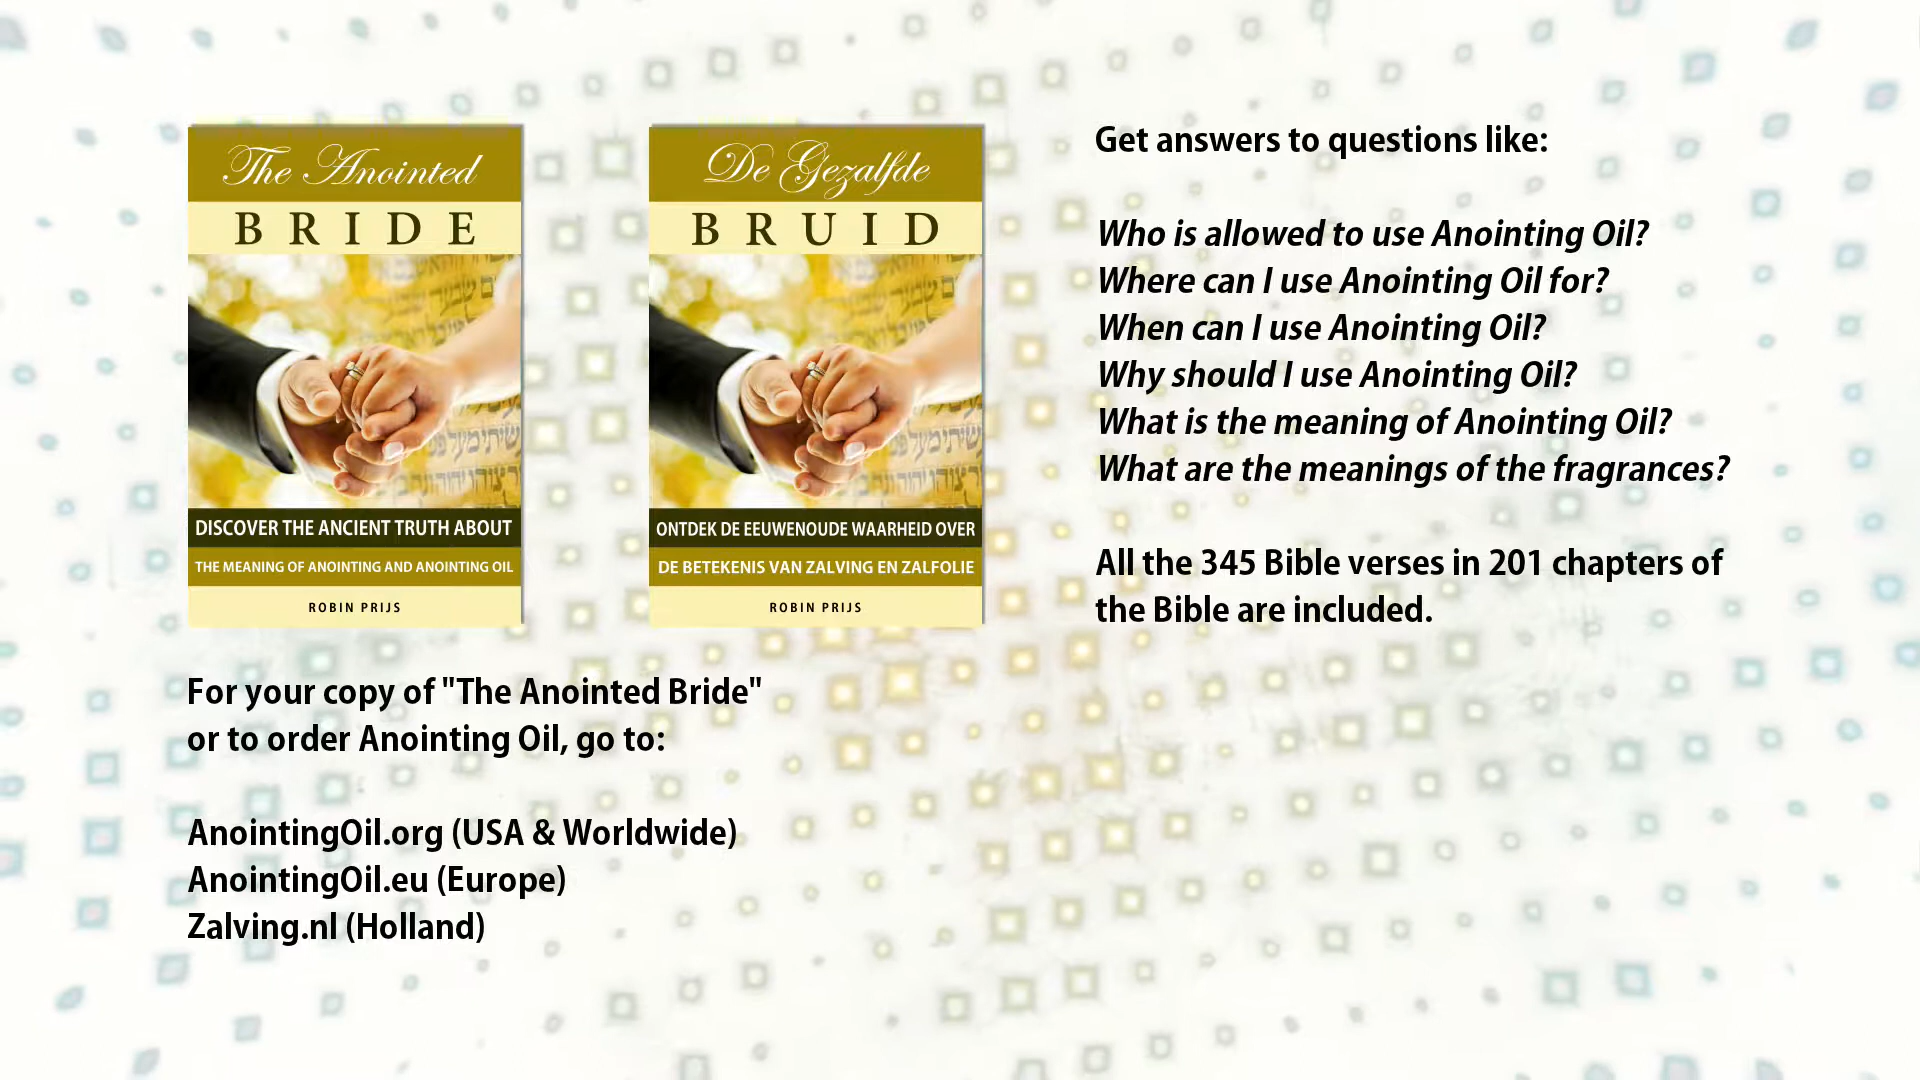 The Anointed
BRIDE
DISCOVER THE ANCIENT TRUTH ABOUT
THE MEANING OF ANOINTING AND ANOINTING OIL
ROBIN PRIJS
De Gezalfde
BRUID
ONTDEK DE EEUWENOUDE WAARHEID OVER
DE BETEKENIS VAN ZALVING EN ZALFOLIE
ROBIN PRIJS
Get answers to questions like:
Who is allowed to use Anointing Oil?
Where can I use Anointing Oil for?
When can I use Anointing Oil?
Why should I use Anointing Oil?
What is the meaning of Anointing Oil?
What are the meanings of the fragrances?
All the 345 Bible verses in 201 chapters of
the Bible are included.
For your copy of "The Anointed Bride"
or to order Anointing Oil, go to:
AnointingOil.org (USA & Worldwide)
AnointingOil.eu (Europe)
Zalving.nl (Holland)